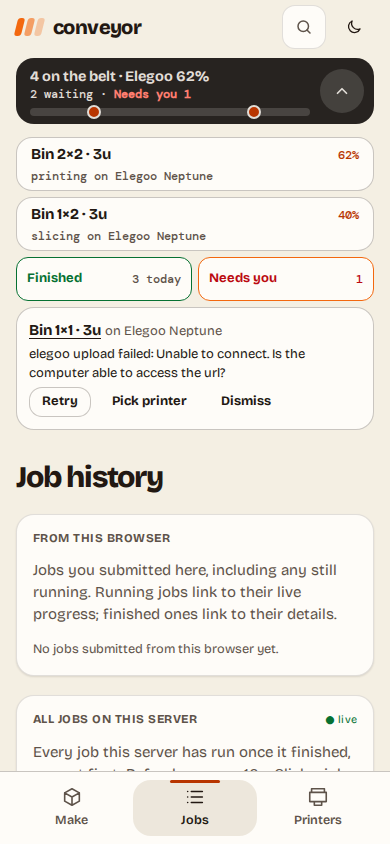 conveyor
4 on the belt · Elegoo 62%
2 waiting · Needs you 1
Bin 2×2 · 3u
62%
printing on Elegoo Neptune
Bin 1×2 · 3u
40%
slicing on Elegoo Neptune
Finished
3 today
Needs you
1
Bin 1×1 · 3u on Elegoo Neptune
elegoo upload failed: Unable to connect. Is the
computer able to access the url?
Retry
Pick printer
Dismiss
Job history
FROM THIS BROWSER
Jobs you submitted here, including any still
running. Running jobs link to their live
progress; finished ones link to their details.
No jobs submitted from this browser yet.
ALL JOBS ON THIS SERVER
live
Every job this server has run once it finished,
Make
Jobs
Printers